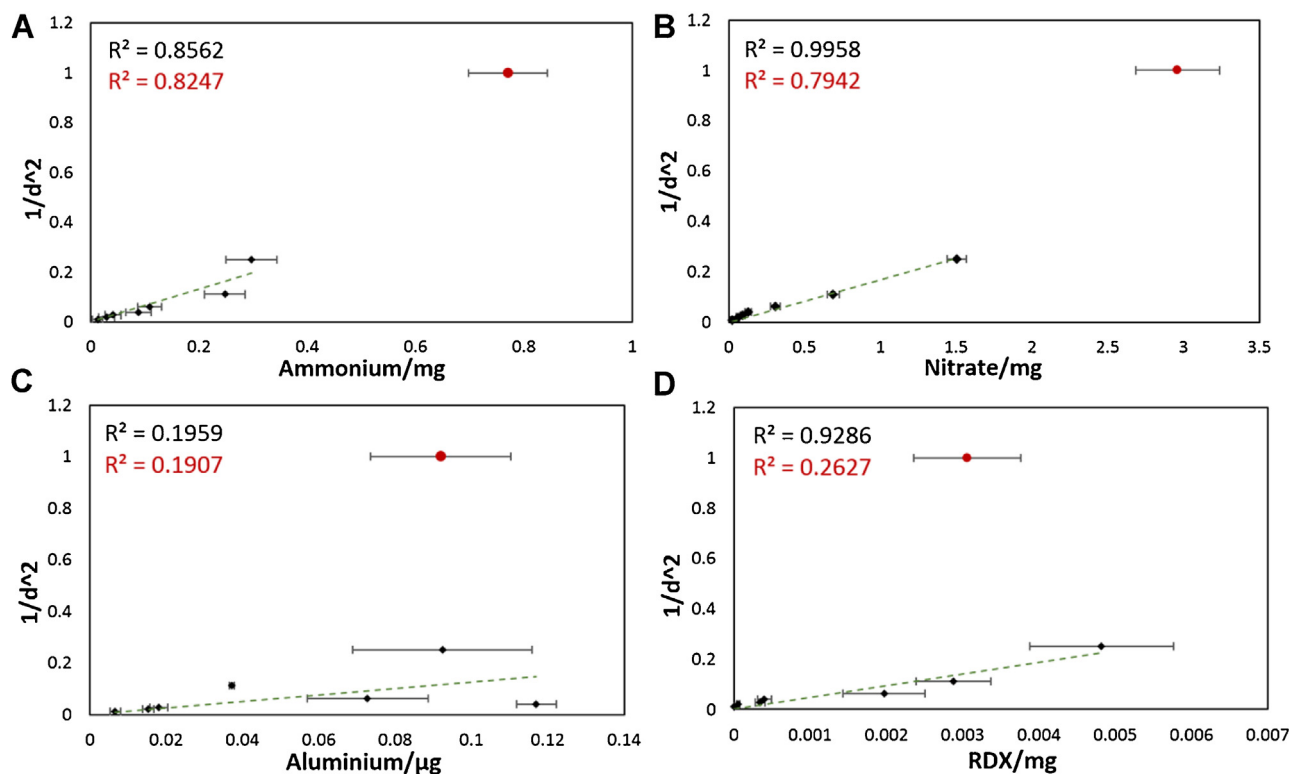 A
R² = 0.8562
R² = 0.8247
1/d^2
1.2
1
0.8
0.6
0.4
0.2
0
0 0.2 0.4 0.6 0.8 1
Ammonium/mg
B
R² = 0.9958
R² = 0.7942
1/d^2
1.2
1
0.8
0.6
0.4
0.2
0
0 0.5 1 1.5 2 2.5 3 3.5
Nitrate/mg
C
R² = 0.1959
R² = 0.1907
1/d^2
1.2
1
0.8
0.6
0.4
0.2
0
0 0.02 0.04 0.06 0.08 0.1 0.12 0.14
Aluminium/µg
D
R² = 0.9286
R² = 0.2627
1/d^2
1.2
1
0.8
0.6
0.4
0.2
0
0 0.001 0.002 0.003 0.004 0.005 0.006 0.007
RDX/mg